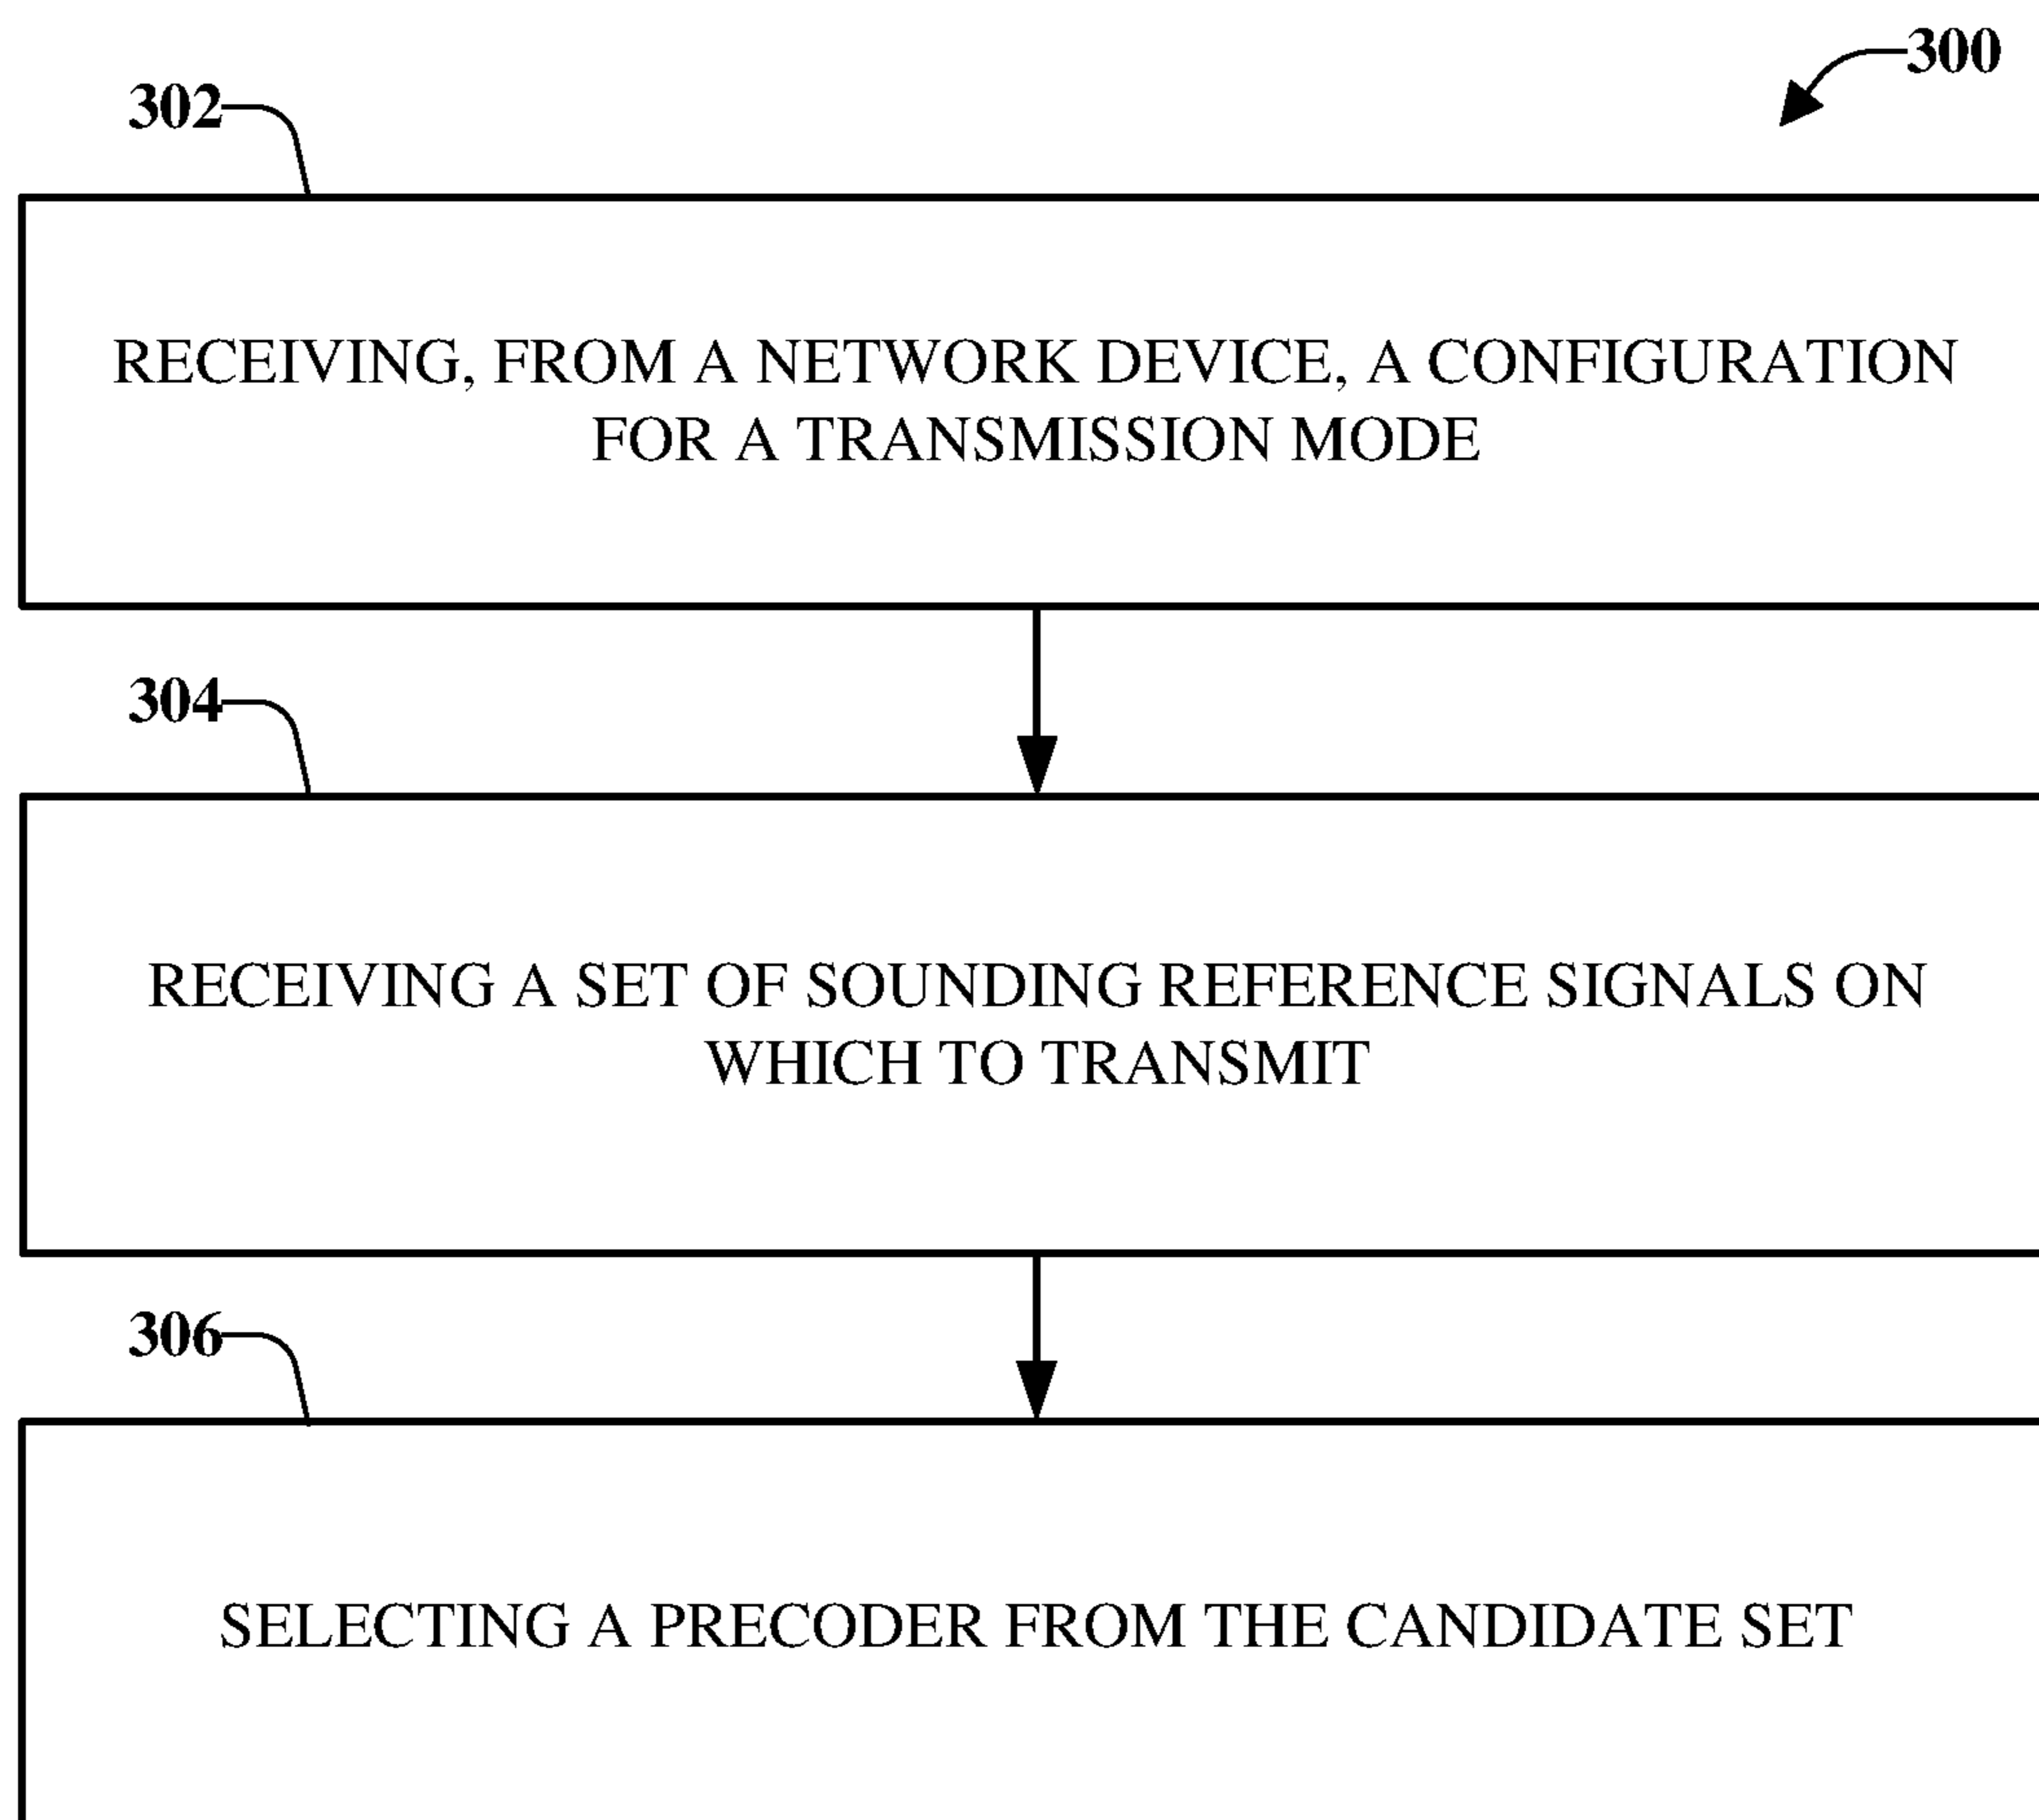 300
302
RECEIVING, FROM A NETWORK DEVICE, A CONFIGURATION
FOR A TRANSMISSION MODE
304
RECEIVING A SET OF SOUNDING REFERENCE SIGNALS ON
WHICH TO TRANSMIT
306
SELECTING A PRECODER FROM THE CANDIDATE SET